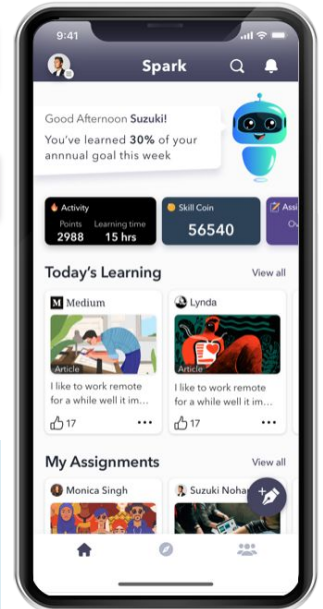 9:41
Spark
Good Afternoon Suzuki!
You've learned 30% of your
annnual goal this week
Activity
Points Learning time
2988 15 hrs
Skill Coin
56540
Assi
Ov
Today's Learning View all
M Medium
Article
I like to work remote
for a while well it im...
17
Lynda
Article
I like to work remote
for a while well it im...
17
My Assignments View all
Monica Singh
Suzuki Nohar